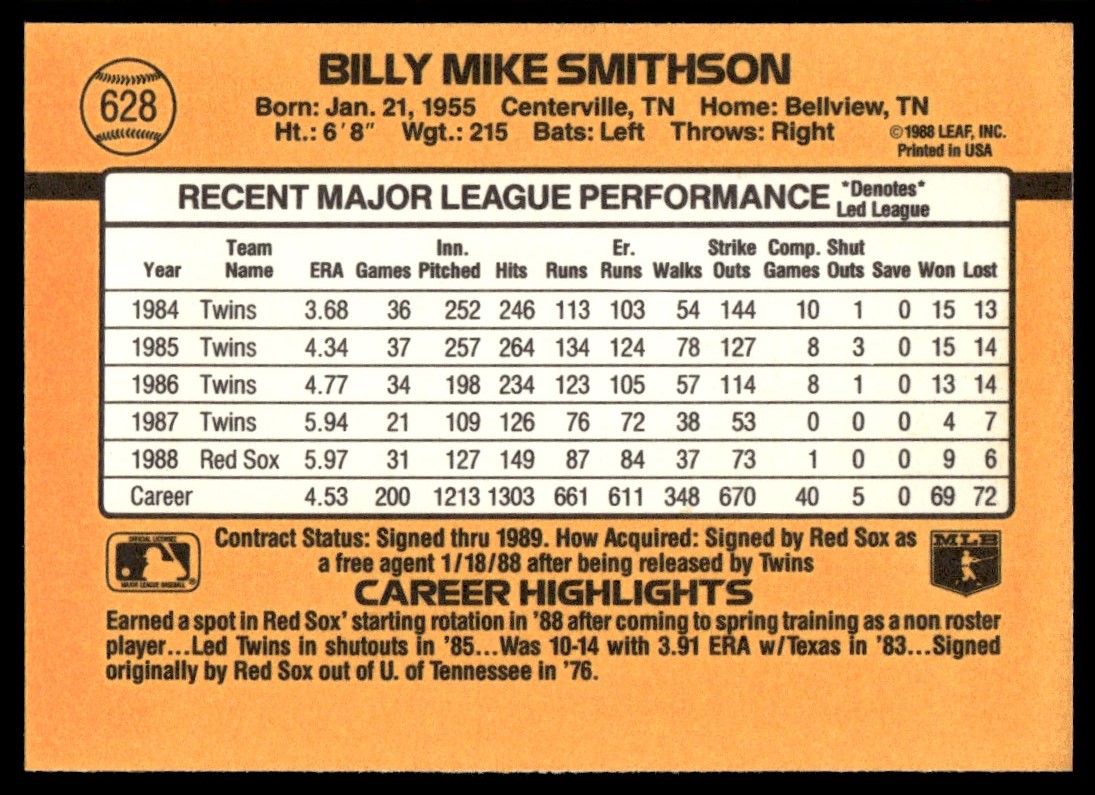 628
BILLY MIKE SMITHSON
Born: Jan. 21, 1955 Centerville, TN Home: Bellview, TN
Ht.: 6'8" Wgt.: 215 Bats: Left Throws: Right
©1988 LEAF, INC.
Printed in USA
RECENT MAJOR LEAGUE PERFORMANCE *Denotes*
Led League
Team Inn. Er. Strike Comp. Shut
Year Name ERA Games Pitched Hits Runs Runs Walks Outs Games Outs Save Won Lost
1984 Twins 3.68 36 252 246 113 103 54 144 10 1 0 15 13
1985 Twins 4.34 37 257 264 134 124 78 127 8 3 0 15 14
1986 Twins 4.77 34 198 234 123 105 57 114 8 1 0 13 14
1987 Twins 5.94 21 109 126 76 72 38 53 0 0 0 4 7
1988 Red Sox 5.97 31 127 149 87 84 37 73 1 0 0 9 6
Career 4.53 200 1213 1303 661 611 348 670 40 5 0 69 72
OFFICIAL LICENSEE
MAJOR LEAGUE BASEBALL ®
Contract Status: Signed thru 1989. How Acquired: Signed by Red Sox as
a free agent 1/18/88 after being released by Twins
MLB
CAREER HIGHLIGHTS
Earned a spot in Red Sox' starting rotation in '88 after coming to spring training as a non roster
player...Led Twins in shutouts in '85...Was 10-14 with 3.91 ERA w/Texas in '83...Signed
originally by Red Sox out of U. of Tennessee in '76.